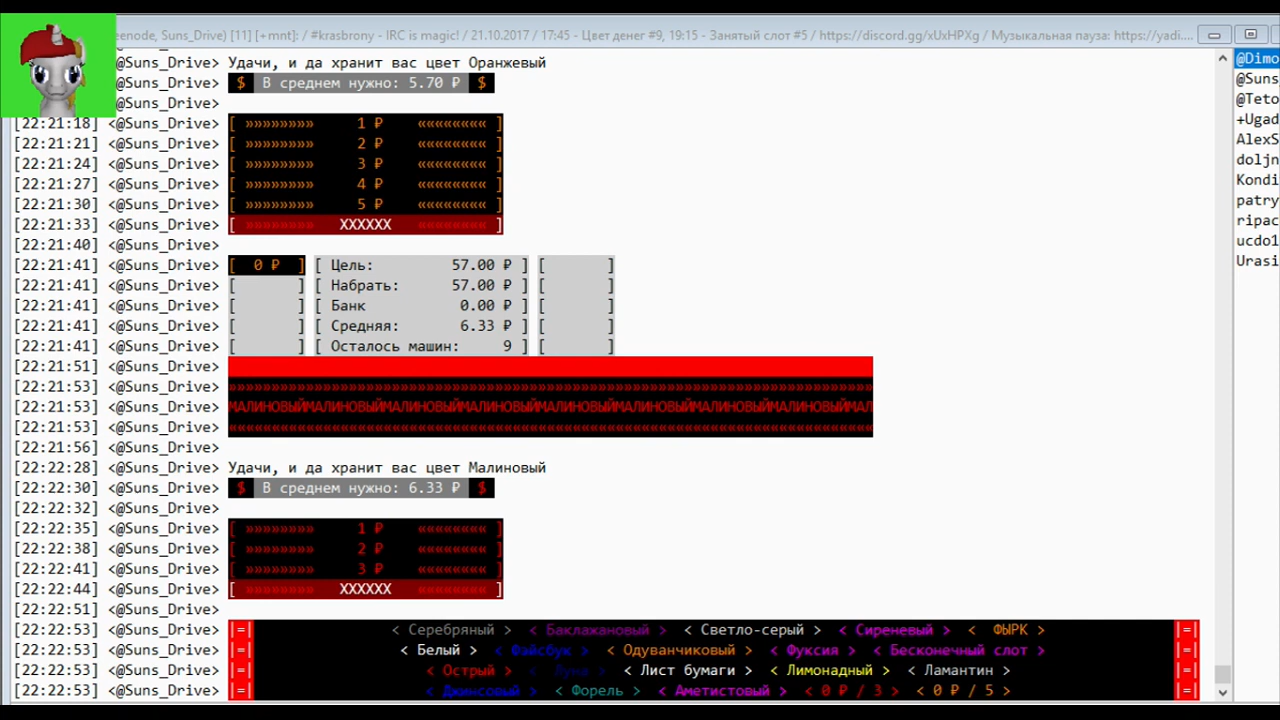 eenode, Suns_Drive) [11] [+mnt] / #krasbrony - IRC is magic! / 21.10.2017 / 17:45 - Цвет денег #9, 19:15 - Занятый слот #5 / https://discord.gg/xUxHPXg / Музыкальная пауза: https://yadi....
@Suns_Drive> Удачи, и да хранит вас цвет Оранжевый
@Suns_Drive> $ В среднем нужно: 5.70 ₽ $
@Suns_Drive>
[22:21:18] <@Suns_Drive> [ »»»»»»»» 1 ₽ «««««««« ]
[22:21:21] <@Suns_Drive> [ »»»»»»»» 2 ₽ «««««««« ]
[22:21:24] <@Suns_Drive> [ »»»»»»»» 3 ₽ «««««««« ]
[22:21:27] <@Suns_Drive> [ »»»»»»»» 4 ₽ «««««««« ]
[22:21:30] <@Suns_Drive> [ »»»»»»»» 5 ₽ «««««««« ]
[22:21:33] <@Suns_Drive> [ »»»»»»»» XXXXXX «««««««« ]
[22:21:40] <@Suns_Drive>
[22:21:41] <@Suns_Drive> [ 0 ₽ ] [ Цель: 57.00 ₽ ] [ ]
[22:21:41] <@Suns_Drive> [ ] [ Набрать: 57.00 ₽ ] [ ]
[22:21:41] <@Suns_Drive> [ ] [ Банк 0.00 ₽ ] [ ]
[22:21:41] <@Suns_Drive> [ ] [ Средняя: 6.33 ₽ ] [ ]
[22:21:41] <@Suns_Drive> [ ] [ Осталось машин: 9 ] [ ]
[22:21:51] <@Suns_Drive>
[22:21:53] <@Suns_Drive> »»»»»»»»»»»»»»»»»»»»»»»»»»»»»»»»»»»»»»»»»»»»»»»»»»»»»»»»»»»»»»»»»»»»»»»»»»»
[22:21:53] <@Suns_Drive> МАЛИНОВЫЙМАЛИНОВЫЙМАЛИНОВЫЙМАЛИНОВЫЙМАЛИНОВЫЙМАЛИНОВЫЙМАЛИНОВЫЙМАЛИНОВЫЙМАЛ
[22:21:53] <@Suns_Drive> «««««««««««««««««««««««««««««««««««««««««««««««««««««««««««««««««««««««««««
[22:21:56] <@Suns_Drive>
[22:22:28] <@Suns_Drive> Удачи, и да хранит вас цвет Малиновый
[22:22:30] <@Suns_Drive> $ В среднем нужно: 6.33 ₽ $
[22:22:32] <@Suns_Drive>
[22:22:35] <@Suns_Drive> [ »»»»»»»» 1 ₽ «««««««« ]
[22:22:38] <@Suns_Drive> [ »»»»»»»» 2 ₽ «««««««« ]
[22:22:41] <@Suns_Drive> [ »»»»»»»» 3 ₽ «««««««« ]
[22:22:44] <@Suns_Drive> [ »»»»»»»» XXXXXX «««««««« ]
[22:22:51] <@Suns_Drive>
[22:22:53] <@Suns_Drive> |=| < Серебряный > < Баклажановый > < Светло-серый > < Сиреневый > < ФЫРК > |=|
[22:22:53] <@Suns_Drive> |=| < Белый > < Фэйсбук > < Одуванчиковый > < Фуксия > < Бесконечный слот > |=|
[22:22:53] <@Suns_Drive> |=| < Острый > < Луна > < Лист бумаги > < Лимонадный > < Ламантин > |=|
[22:22:53] <@Suns_Drive> |=| < Джинсовый > < Форель > < Аметистовый > < 0 ₽ / 3 > < 0 ₽ / 5 > |=|
@Dimo
@Suns
@Teto
+Ugad
AlexS
doljn
Kondi
patry
ripac
ucdo1
Urasi